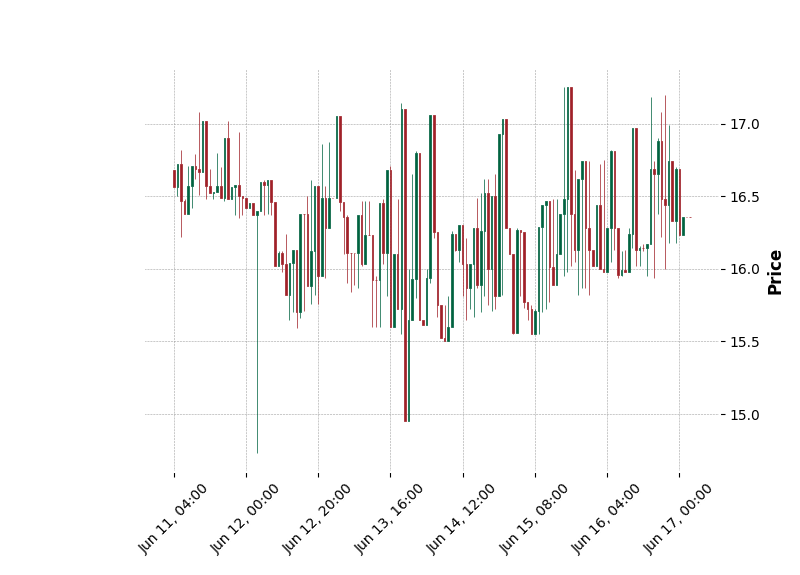 17.0
16.5
16.0
15.5
15.0
Price
Jun 11, 04:00
Jun 12, 00:00
Jun 12, 20:00
Jun 13, 16:00
Jun 14, 12:00
Jun 15, 08:00
Jun 16, 04:00
Jun 17, 00:00